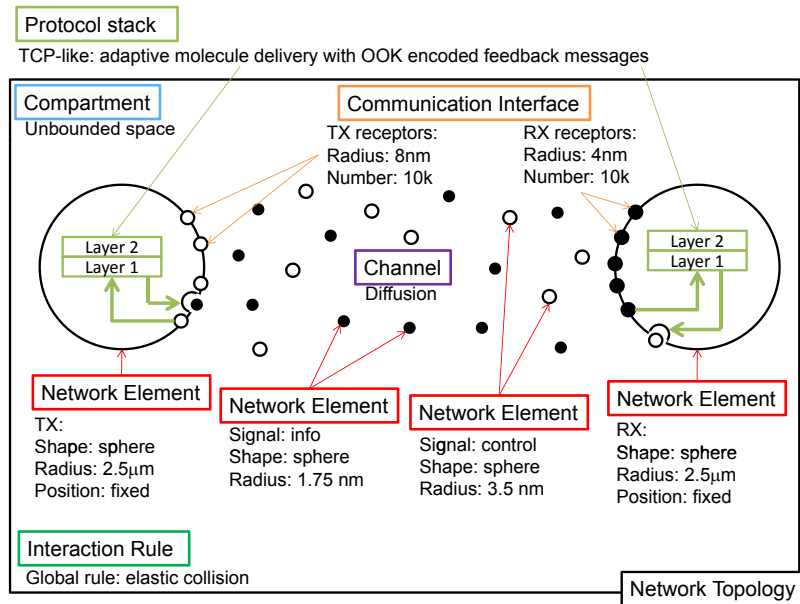 Protocol stack
TCP-like: adaptive molecule delivery with OOK encoded feedback messages
Compartment
Unbounded space
Communication Interface
TX receptors:
Radius: 8nm
Number: 10k
RX receptors:
Radius: 4nm
Number: 10k
Layer 2
Layer 1
Channel
Diffusion
Layer 2
Layer 1
Network Element
TX:
Shape: sphere
Radius: 2.5μm
Position: fixed
Network Element
Signal: info
Shape: sphere
Radius: 1.75 nm
Network Element
Signal: control
Shape: sphere
Radius: 3.5 nm
Network Element
RX:
Shape: sphere
Radius: 2.5μm
Position: fixed
Interaction Rule
Global rule: elastic collision
Network Topology